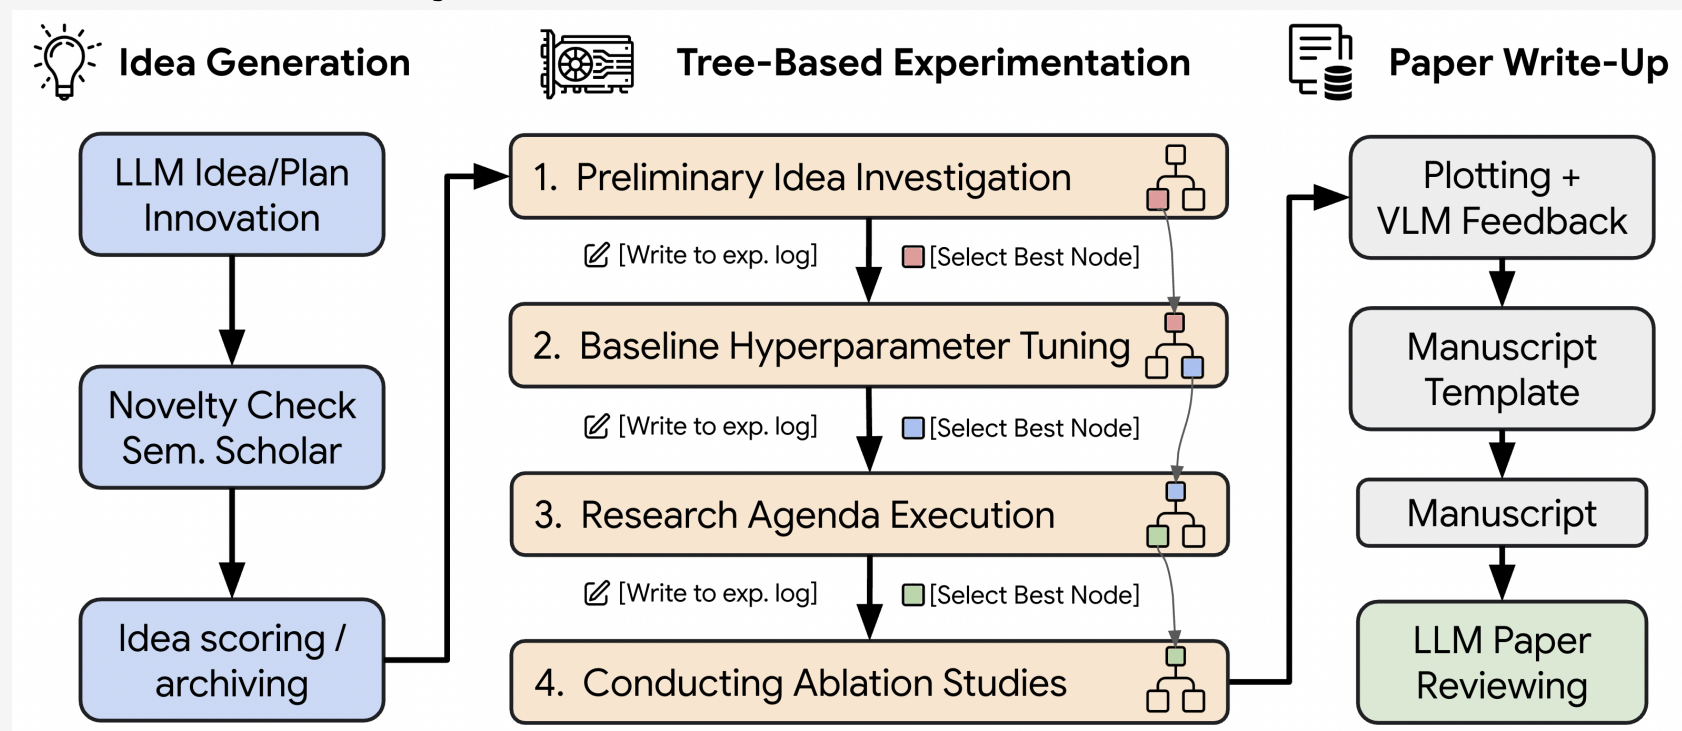 Idea Generation
LLM Idea/Plan
Innovation
Novelty Check
Sem. Scholar
Idea scoring /
archiving
Tree-Based Experimentation
1. Preliminary Idea Investigation
[Write to exp. log]
[Select Best Node]
2. Baseline Hyperparameter Tuning
[Write to exp. log]
[Select Best Node]
3. Research Agenda Execution
[Write to exp. log]
[Select Best Node]
4. Conducting Ablation Studies
Paper Write-Up
Plotting +
VLM Feedback
Manuscript
Template
Manuscript
LLM Paper
Reviewing